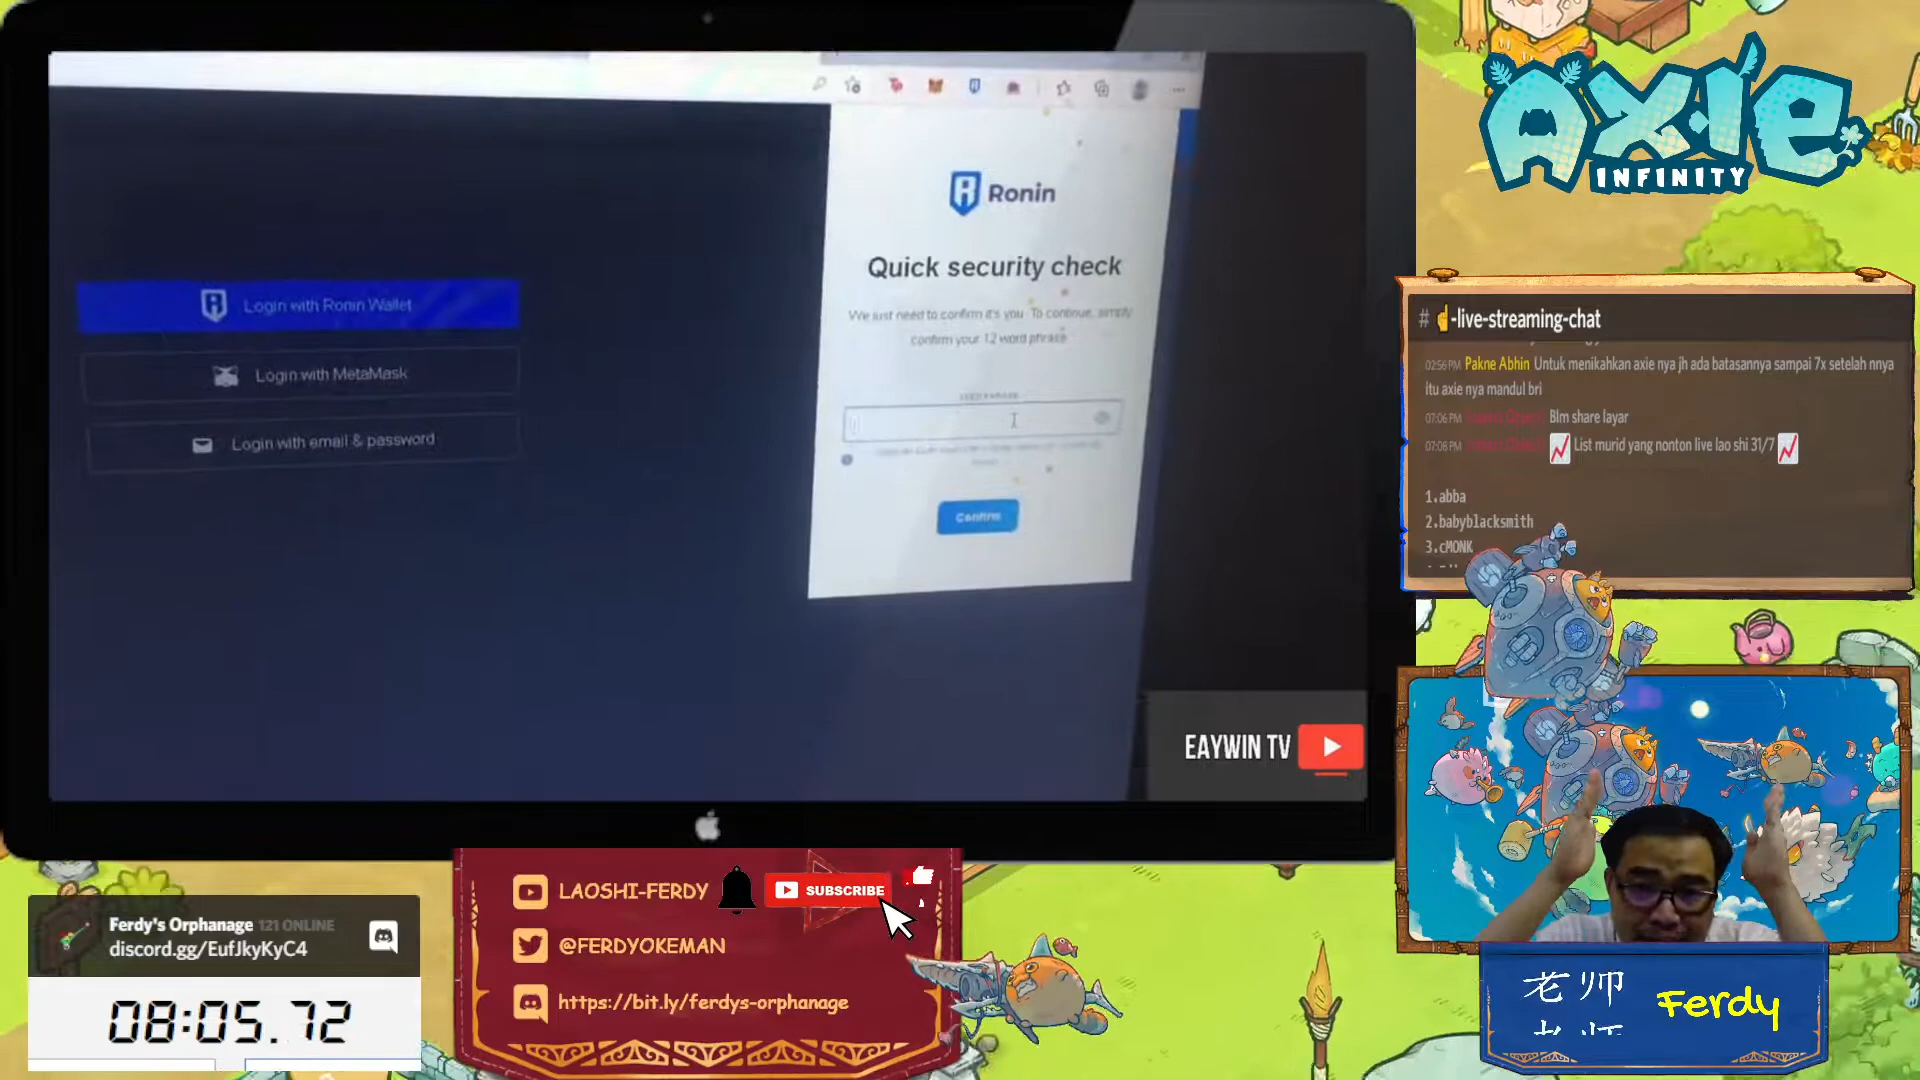 Login with Ronin Wallet
Login with MetaMask
Login with email & password
Ronin
Quick security check
We just need to confirm it's you. To continue, simply
confirm your 12 word phrase
Confirm
EAYWIN TV
AXIE
INFINITY
# ☝-live-streaming-chat
02:56 PM Pakne Abhin Untuk menikahkan axie nya jh ada batasannya sampai 7x setelah nnya
itu axie nya mandul bri
07:06 PM Blm share layar
07:08 PM List murid yang nonton live lao shi 31/7
1.abba
2.babyblacksmith
3.cMONK
Ferdy's Orphanage 121 ONLINE
discord.gg/EufJkyKyC4
08:05.72
LAOSHI-FERDY
SUBSCRIBE
@FERDYOKEMAN
https://bit.ly/ferdys-orphanage
老师
Ferdy